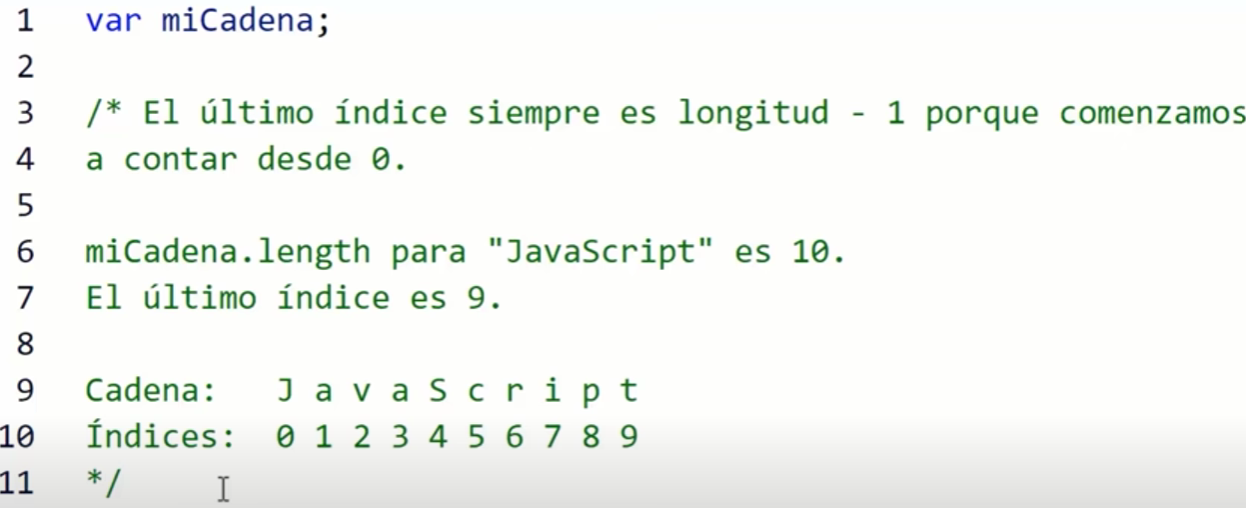 1 var miCadena;
2
3 /* El último índice siempre es longitud - 1 porque comenzamos
4 a contar desde 0.
5
6 miCadena.length para "JavaScript" es 10.
7 El último índice es 9.
8
9 Cadena:   J a v a S c r i p t
10 Índices:  0 1 2 3 4 5 6 7 8 9
11 */